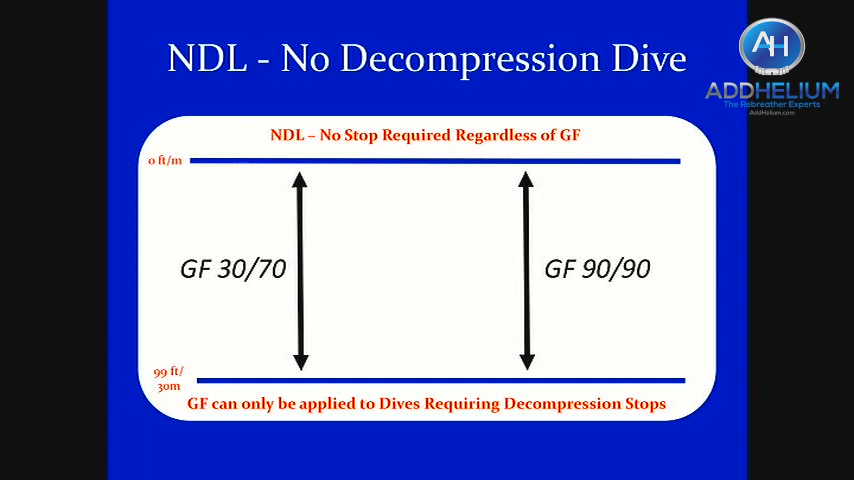 NDL - No Decompression Dive
AH
ADDHELIUM
The Rebreather Experts
AddHelium.com
NDL – No Stop Required Regardless of GF
0 ft/m
GF 30/70
GF 90/90
99 ft/
30m
GF can only be applied to Dives Requiring Decompression Stops